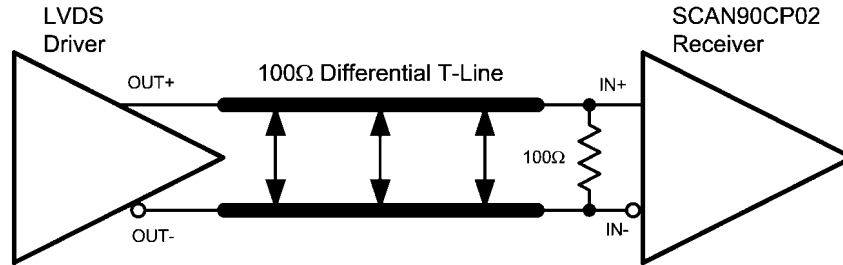 LVDS
Driver
SCAN90CP02
Receiver
OUT+
100Ω Differential T-Line
IN+
100Ω
OUT-
IN-